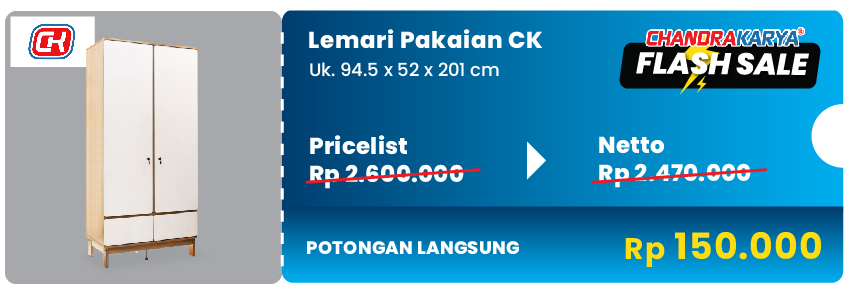 CK
Lemari Pakaian CK
Uk. 94.5 x 52 x 201 cm
CHANDRAKARYA®
FLASH SALE
Pricelist
Rp 2.600.000
Netto
Rp 2.470.000
POTONGAN LANGSUNG
Rp 150.000